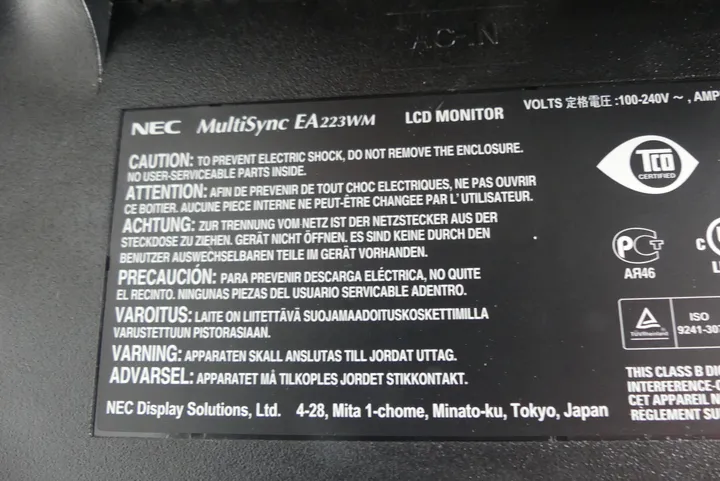 AC-IN
NEC MultiSync EA223WM LCD MONITOR
VOLTS 定格電圧 :100-240V ~ , AMP
CAUTION: TO PREVENT ELECTRIC SHOCK, DO NOT REMOVE THE ENCLOSURE.
NO USER-SERVICEABLE PARTS INSIDE.
ATTENTION: AFIN DE PREVENIR DE TOUT CHOC ELECTRIQUES, NE PAS OUVRIR
CE BOITIER. AUCUNE PIECE INTERNE NE PEUT-ÊTRE CHANGEE PAR L' UTILISATEUR.
ACHTUNG: ZUR TRENNUNG VOM NETZ IST DER NETZSTECKER AUS DER
STECKDOSE ZU ZIEHEN. GERÄT NICHT ÖFFNEN. ES SIND KEINE DURCH DEN
BENUTZER AUSWECHSELBAREN TEILE IM GERÄT VORHANDEN.
PRECAUCIÓN: PARA PREVENIR DESCARGA ELÉCTRICA, NO QUITE
EL RECINTO. NINGUNAS PIEZAS DEL USUARIO SERVICABLE ADENTRO.
VAROITUS: LAITE ON LIITETTÄVÄ SUOJAMAADOITUSKOSKETTIMILLA
VARUSTETTUUN PISTORASIAAN.
VARNING: APPARATEN SKALL ANSLUTAS TILL JORDAT UTTAG.
ADVARSEL: APPARATET MÅ TILKOPLES JORDET STIKKONTAKT.
NEC Display Solutions, Ltd. 4-28, Mita 1-chome, Minato-ku, Tokyo, Japan
TCO
CERTIFIED
АЯ46
TÜVRheinland
ISO
9241-307
THIS CLASS B DI
INTERFERENCE-C
CET APPAREIL N
RÈGLEMENT SU